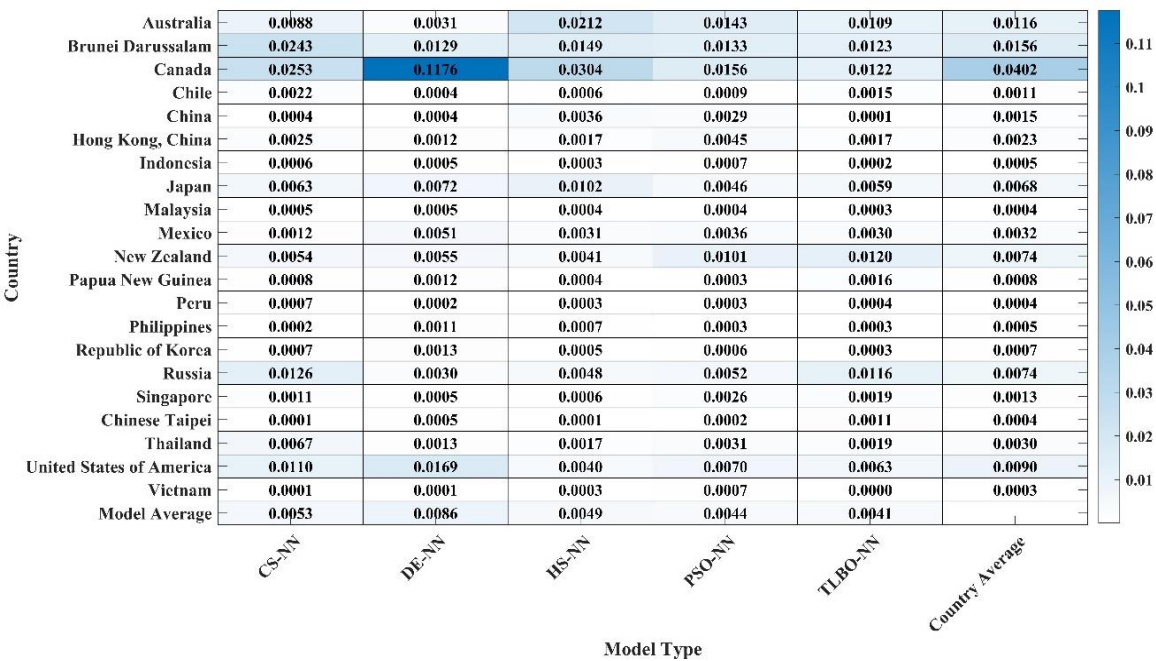 Australia 0.0088 0.0031 0.0212 0.0143 0.0109 0.0116
Brunei Darussalam 0.0243 0.0129 0.0149 0.0133 0.0123 0.0156
Canada 0.0253 0.1176 0.0304 0.0156 0.0122 0.0402
Chile 0.0022 0.0004 0.0006 0.0009 0.0015 0.0011
China 0.0004 0.0004 0.0036 0.0029 0.0001 0.0015
Hong Kong, China 0.0025 0.0012 0.0017 0.0045 0.0017 0.0023
Indonesia 0.0006 0.0005 0.0003 0.0007 0.0002 0.0005
Japan 0.0063 0.0072 0.0102 0.0046 0.0059 0.0068
Malaysia 0.0005 0.0005 0.0004 0.0004 0.0003 0.0004
Mexico 0.0012 0.0051 0.0031 0.0036 0.0030 0.0032
New Zealand 0.0054 0.0055 0.0041 0.0101 0.0120 0.0074
Papua New Guinea 0.0008 0.0012 0.0004 0.0003 0.0016 0.0008
Peru 0.0007 0.0002 0.0003 0.0003 0.0004 0.0004
Philippines 0.0002 0.0011 0.0007 0.0003 0.0003 0.0005
Republic of Korea 0.0007 0.0013 0.0005 0.0006 0.0003 0.0007
Russia 0.0126 0.0030 0.0048 0.0052 0.0116 0.0074
Singapore 0.0011 0.0005 0.0006 0.0026 0.0019 0.0013
Chinese Taipei 0.0001 0.0005 0.0001 0.0002 0.0011 0.0004
Thailand 0.0067 0.0013 0.0017 0.0031 0.0019 0.0030
United States of America 0.0110 0.0169 0.0040 0.0070 0.0063 0.0090
Vietnam 0.0001 0.0001 0.0003 0.0007 0.0000 0.0003
Model Average 0.0053 0.0086 0.0049 0.0044 0.0041
CS-NN DE-NN HS-NN PSO-NN TLBO-NN Country Average
Model Type
Country
0.11
0.1
0.09
0.08
0.07
0.06
0.05
0.04
0.03
0.02
0.01